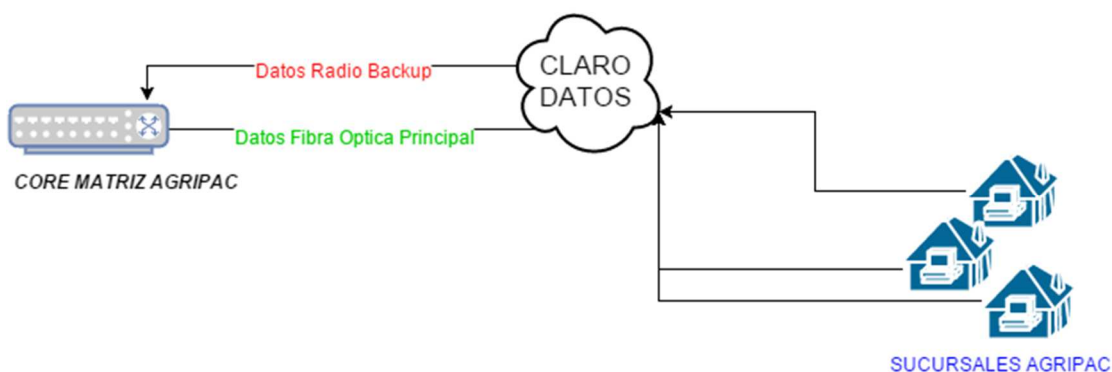 CLARO
DATOS
Datos Radio Backup
Datos Fibra Optica Principal
CORE MATRIZ AGRIPAC
SUCURSALES AGRIPAC